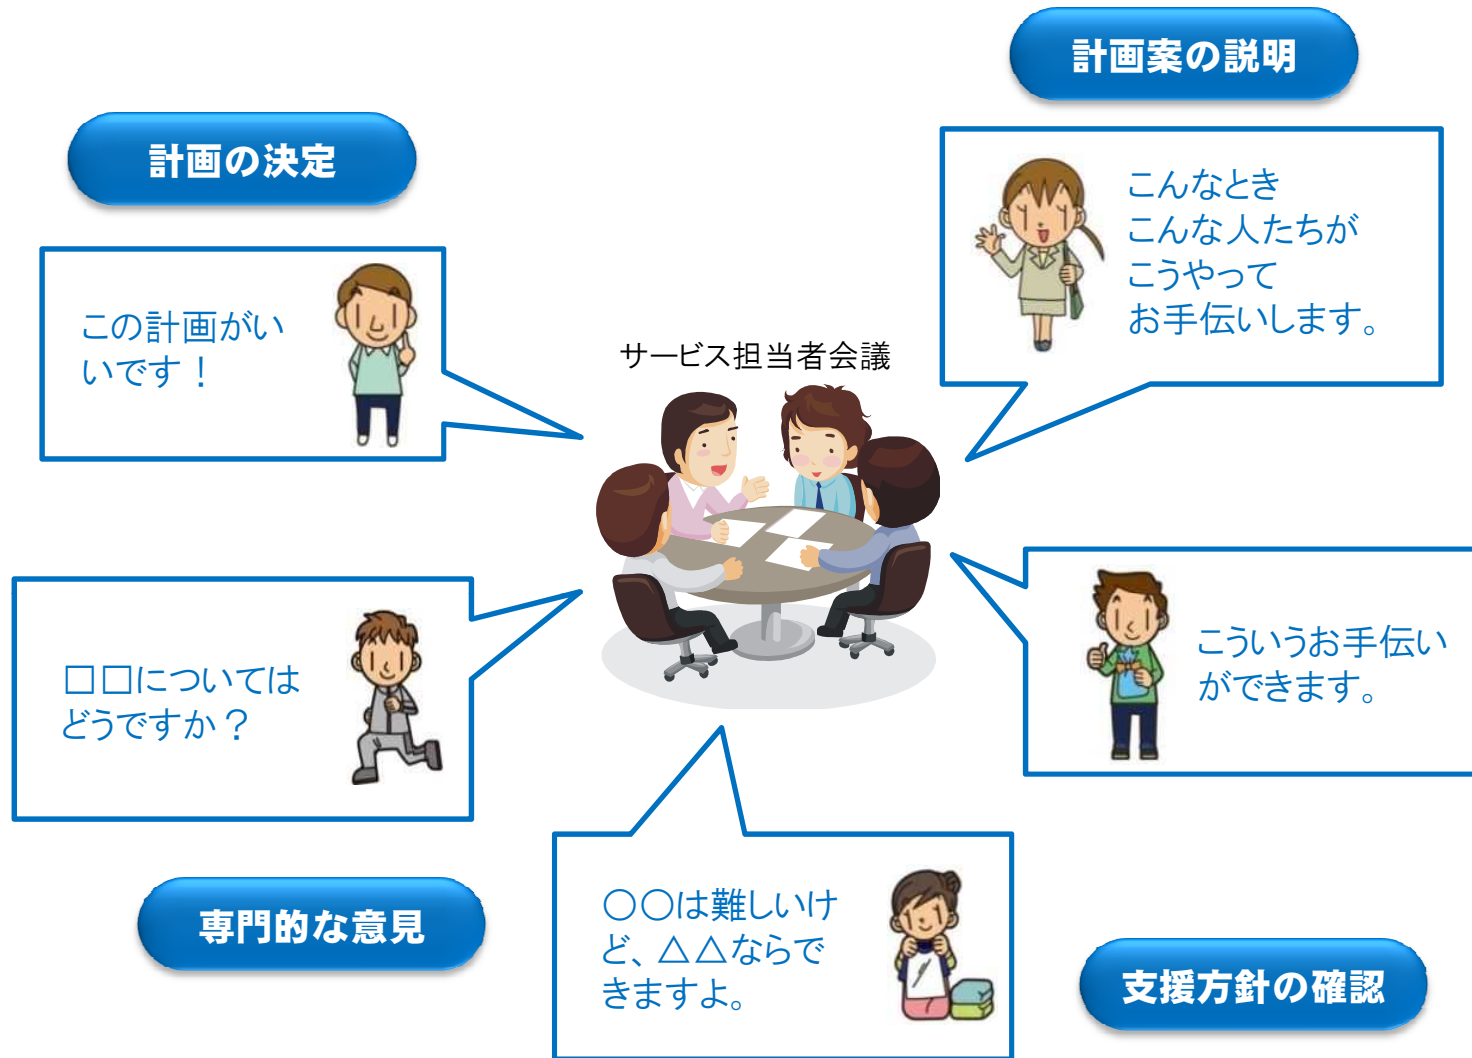 計画案の説明
こんなとき
こんな人たちが
こうやって
お手伝いします。
計画の決定
この計画がい
いです！
サービス担当者会議
□□については
どうですか？
こういうお手伝い
ができます。
専門的な意見
○○は難しいけ
ど、△△ならで
きますよ。
支援方針の確認